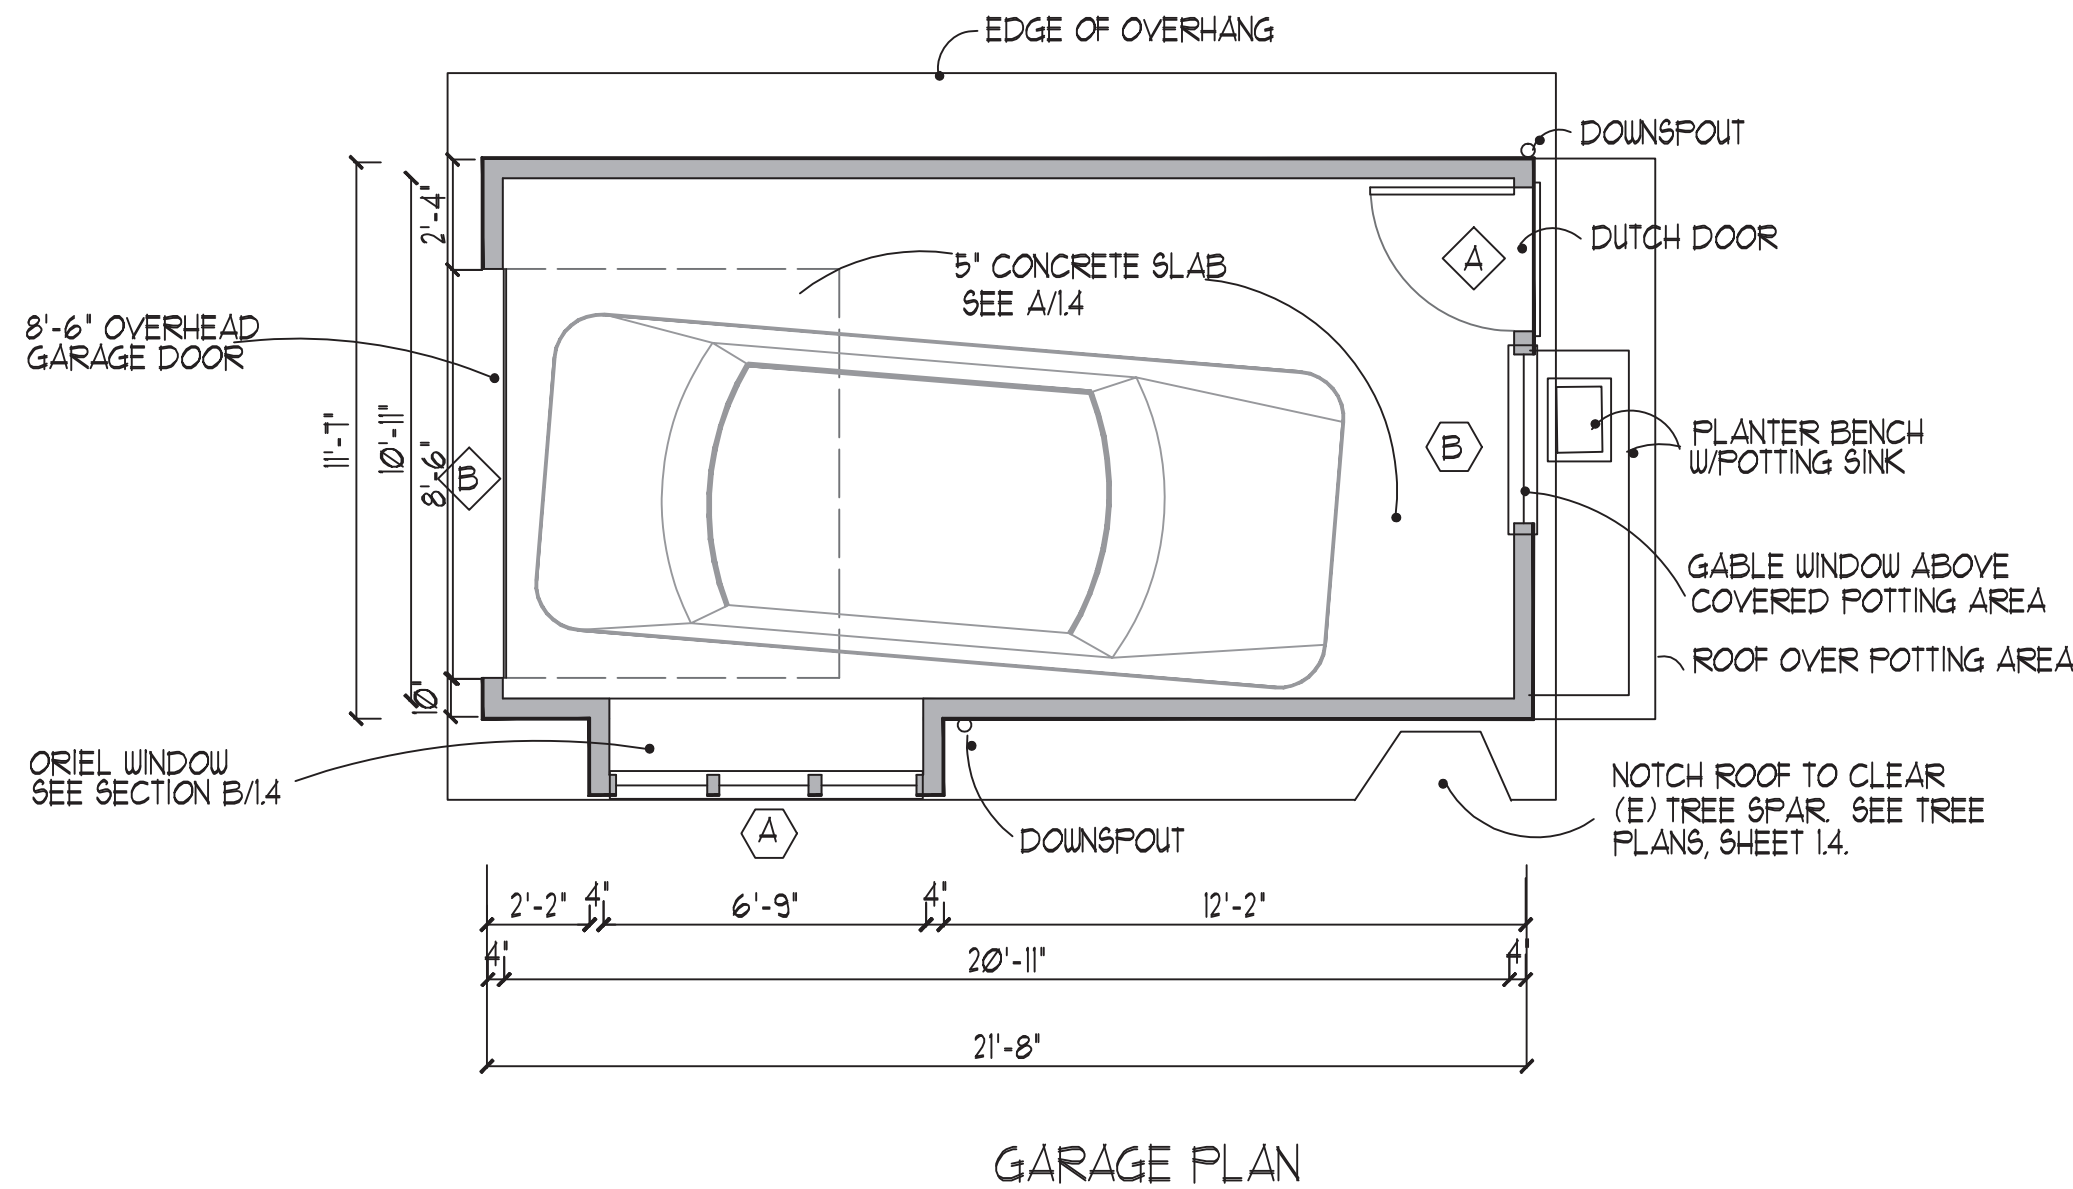 EDGE OF OVERHANG
DOWNSPOUT
2'-4"
DUTCH DOOR
A
5" CONCRETE SLAB
SEE A/1.4
8'-6" OVERHEAD
GARAGE DOOR
11'-7"
10'-11"
8'-6"
B
B
PLANTER BENCH
W/POTTING SINK
GABLE WINDOW ABOVE
COVERED POTTING AREA
ROOF OVER POTTING AREA
10"
ORIEL WINDOW
SEE SECTION B/1.4
A
DOWNSPOUT
NOTCH ROOF TO CLEAR
(E) TREE SPAR. SEE TREE
PLANS, SHEET 1.4.
2'-2" 4" 6'-9" 4" 12'-2"
4" 20'-11" 4"
21'-8"
GARAGE PLAN